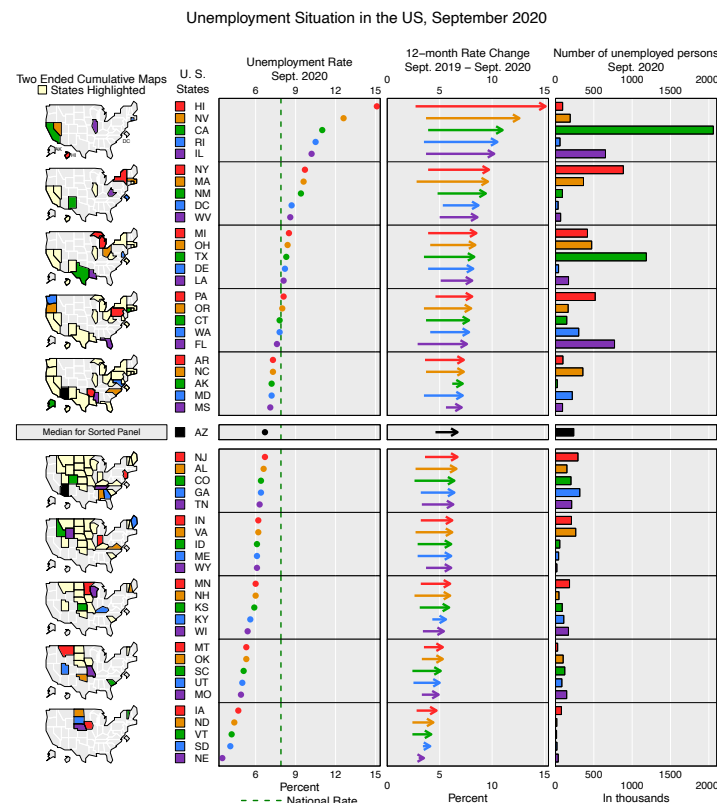 Unemployment Situation in the US, September 2020
Two Ended Cumulative Maps
States Highlighted
U. S.
States
Unemployment Rate
Sept. 2020
6 9 12 15
12−month Rate Change
Sept. 2019 − Sept. 2020
0 5 10 15
Number of unemployed persons
Sept. 2020
0 500 1000 1500 2000
AK
HI
DC
HI
NV
CA
RI
IL
NY
MA
NM
DC
WV
MI
OH
TX
DE
LA
PA
OR
CT
WA
FL
AR
NC
AK
MD
MS
Median for Sorted Panel
AZ
NJ
AL
CO
GA
TN
IN
VA
ID
ME
WY
MN
NH
KS
KY
WI
MT
OK
SC
UT
MO
IA
ND
VT
SD
NE
6 9 12 15
Percent
National Rate
0 5 10 15
Percent
0 500 1000 1500 2000
In thousands